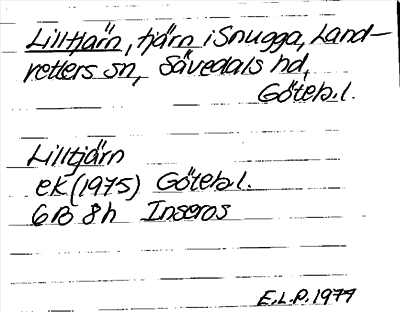 Lilltjärn, tjärn i Snugga, Land-
vetters sn, Sävedals hd,
Göteb.l.
Lilltjärn
ek (1975) Göteb.l.
6B 8h Inseros
E.L.P. 1977